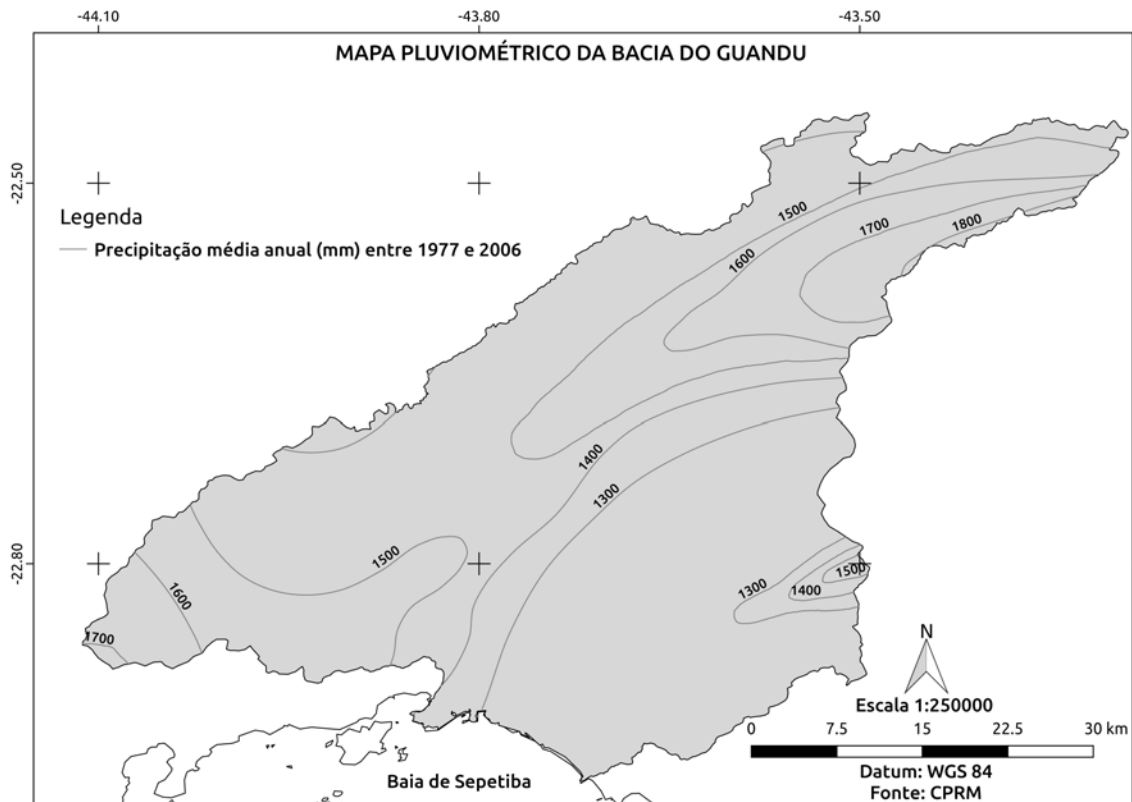 -44.10
-43.80
-43.50
MAPA PLUVIOMÉTRICO DA BACIA DO GUANDU
-22.50
Legenda
Precipitação média anual (mm) entre 1977 e 2006
1500
1600
1700
1800
1400
1300
-22.80
1500
1600
1700
1300
1400
1500
N
Escala 1:250000
0 7.5 15 22.5 30 km
Datum: WGS 84
Fonte: CPRM
Baia de Sepetiba